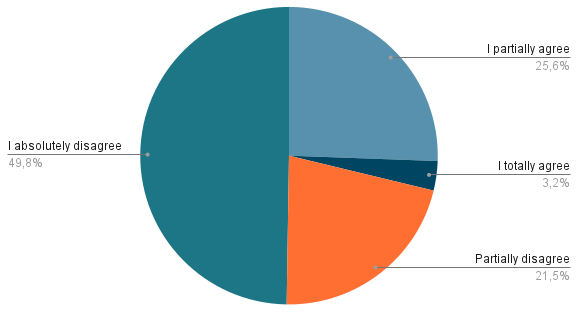 I partially agree
25,6%
I absolutely disagree
49,8%
I totally agree
3,2%
Partially disagree
21,5%